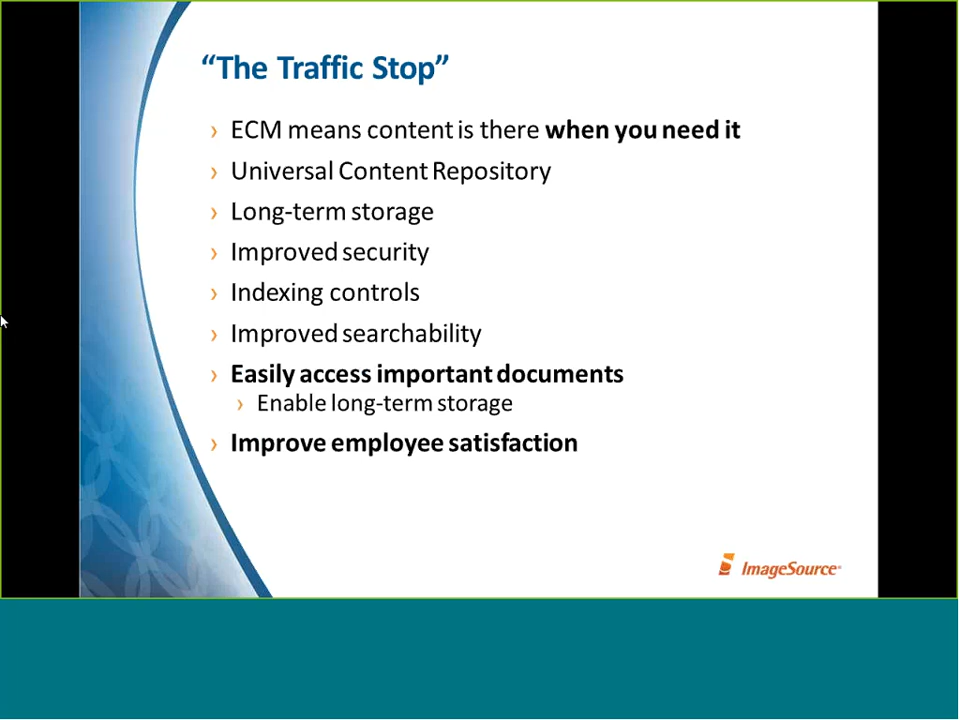 “The Traffic Stop”
› ECM means content is there when you need it
› Universal Content Repository
› Long-term storage
› Improved security
› Indexing controls
› Improved searchability
› Easily access important documents
› Enable long-term storage
› Improve employee satisfaction
ImageSource®